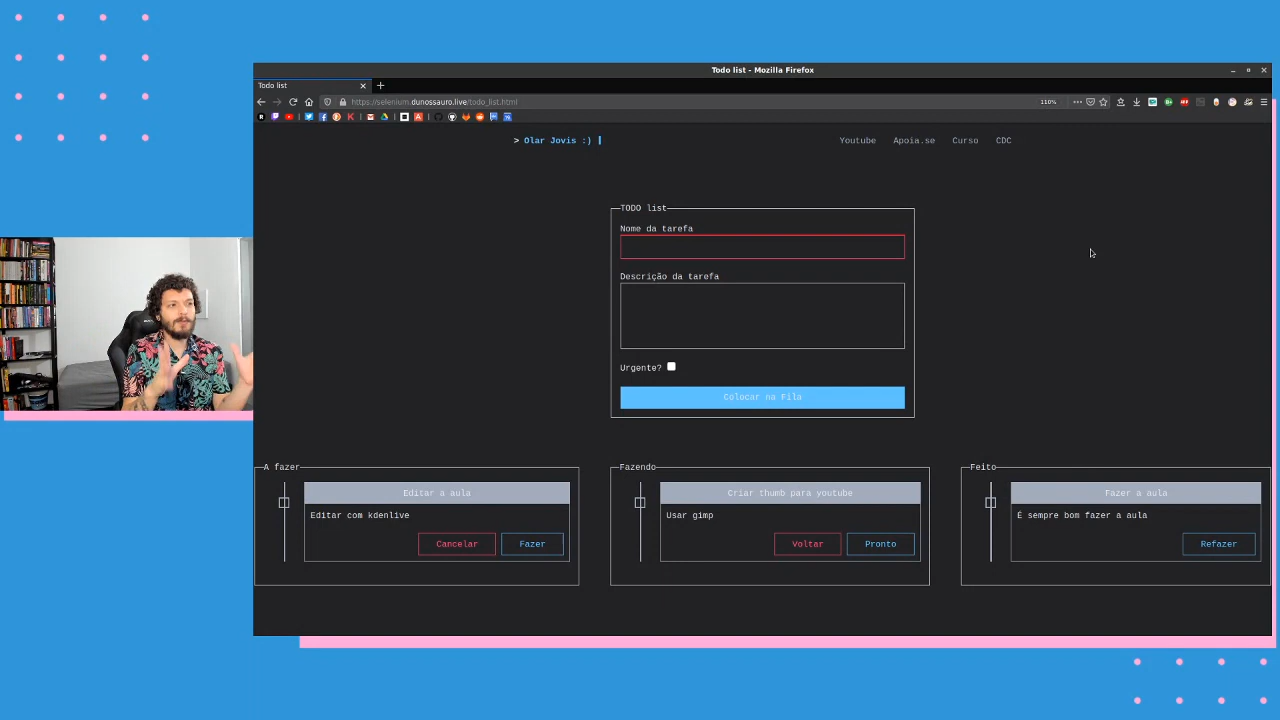 Todo list - Mozilla Firefox
Todo list
https://selenium.dunossauro.live/todo_list.html
110%
> Olar Jovis :)
Youtube Apoia.se Curso CDC
TODO list
Nome da tarefa
Descrição da tarefa
Urgente?
Colocar na Fila
A fazer
Editar a aula
Editar com kdenlive
Cancelar Fazer
Fazendo
Criar thumb para youtube
Usar gimp
Voltar Pronto
Feito
Fazer a aula
É sempre bom fazer a aula
Refazer